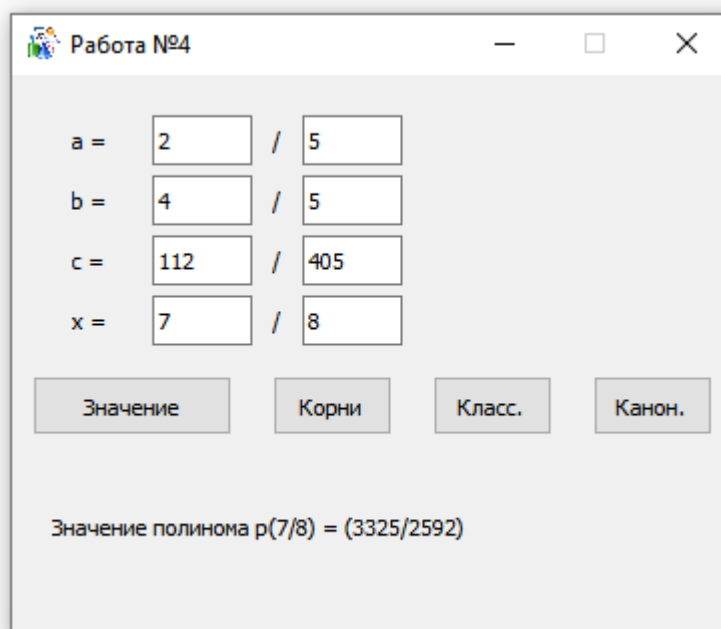 Работа №4
a = 2 / 5
b = 4 / 5
c = 112 / 405
x = 7 / 8
Значение Корни Класс. Канон.
Значение полинома p(7/8) = (3325/2592)